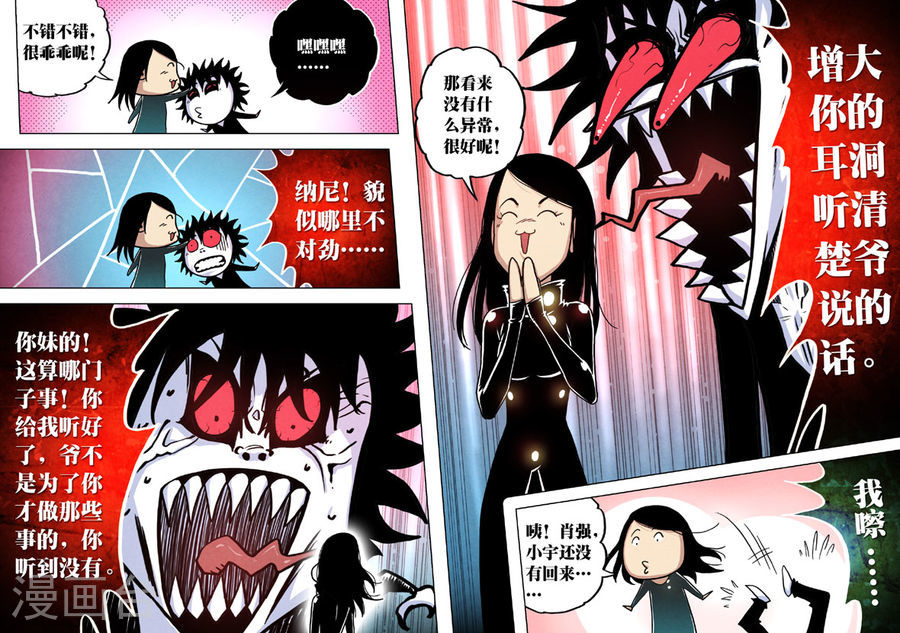 不错不错，
很乖乖呢！
嘿嘿嘿
……
纳尼！貌
似哪里不
对劲……
你妹的！
这算哪门
子事！你
给我听好
了，爷不
是为了你
才做那些
事的，你
听到没有。
那看来
没有什
么异常，
很好呢！
增大
你的
耳洞
听清
楚爷
说的
话。
咦！肖强，
小宇还没
有回来……
…
我嚓……
漫画